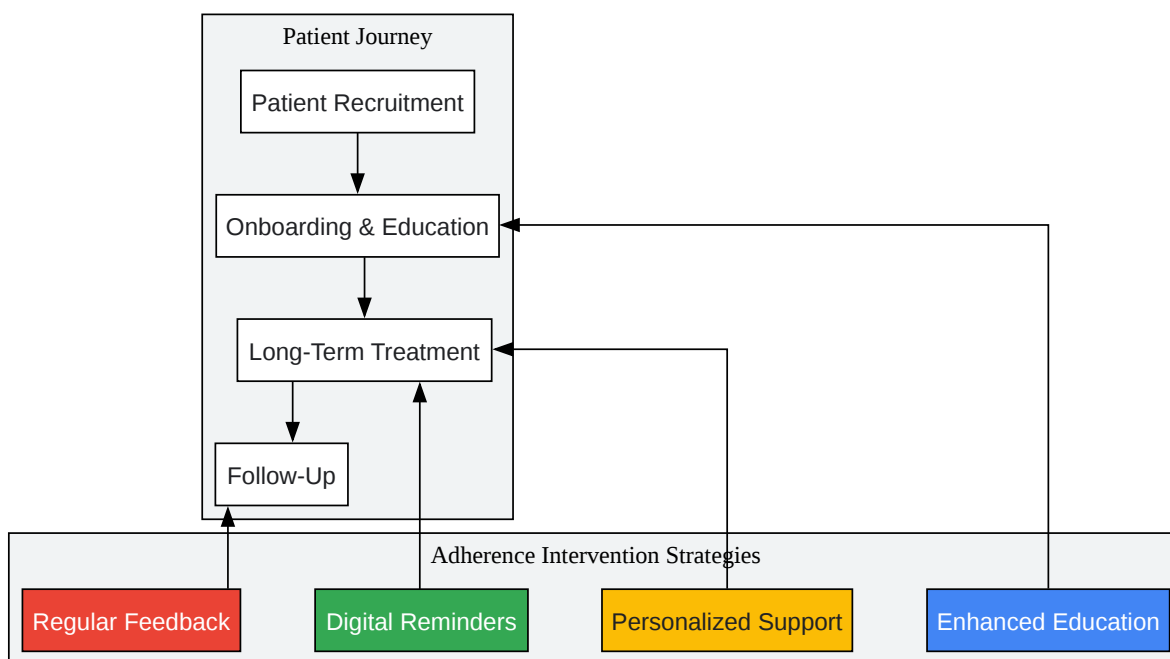 Patient Journey
Patient Recruitment
Onboarding & Education
Long-Term Treatment
Follow-Up
Adherence Intervention Strategies
Regular Feedback
Digital Reminders
Personalized Support
Enhanced Education